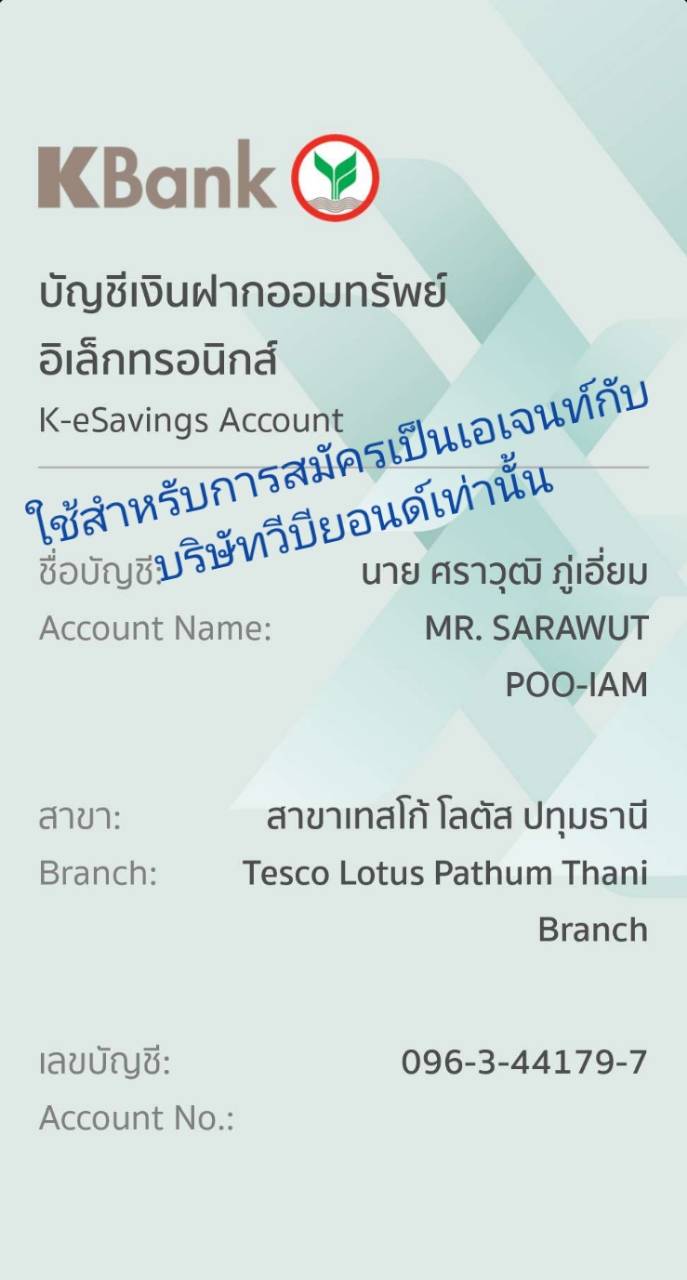 KBank
บัญชีเงินฝากออมทรัพย์
อิเล็กทรอนิกส์
K-eSavings Account
ใช้สำหรับการสมัครเป็นเอเจนท์กับ
บริษัทวีบียอนด์เท่านั้น
ชื่อบัญชี: นาย ศราวุฒิ ภู่เอี่ยม
Account Name: MR. SARAWUT
POO-IAM
สาขา: สาขาเทสโก้ โลตัส ปทุมธานี
Branch: Tesco Lotus Pathum Thani
Branch
เลขบัญชี: 096-3-44179-7
Account No.: